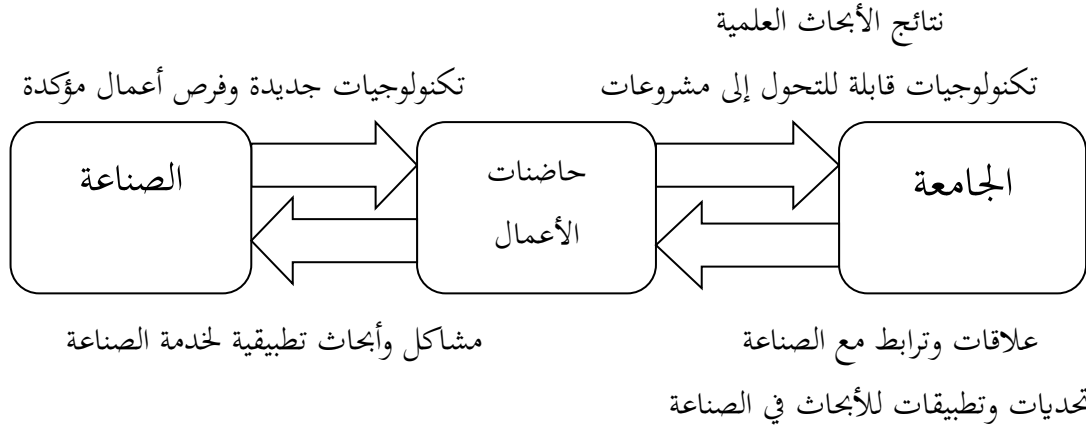 نتائج الأبحاث العلمية
تكنولوجيات قابلة للتحول إلى مشروعات
تكنولوجيات جديدة وفرص أعمال مؤكدة
الجامعة
حاضنات
الأعمال
الصناعة
علاقات وترابط مع الصناعة
تحديات وتطبيقات للأبحاث في الصناعة
مشاكل وأبحاث تطبيقية لخدمة الصناعة